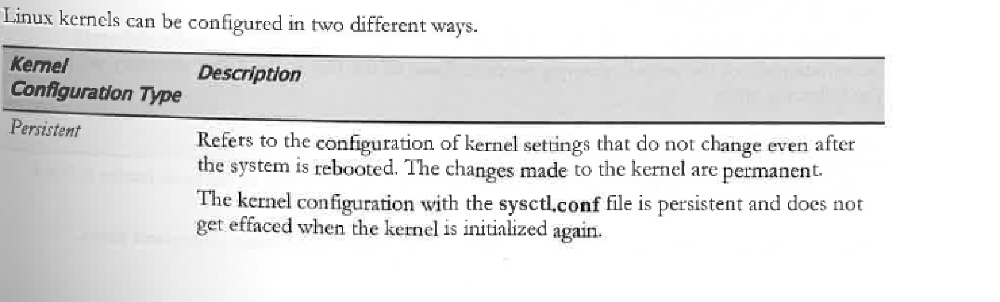 Linux kernels can be configured in two different ways.
Kernel
Configuration Type
Description
Persistent
Refers to the configuration of kernel settings that do not change even after
the system is rebooted. The changes made to the kernel are permanent.
The kernel configuration with the sysctl.conf file is persistent and does not
get effaced when the kernel is initialized again.